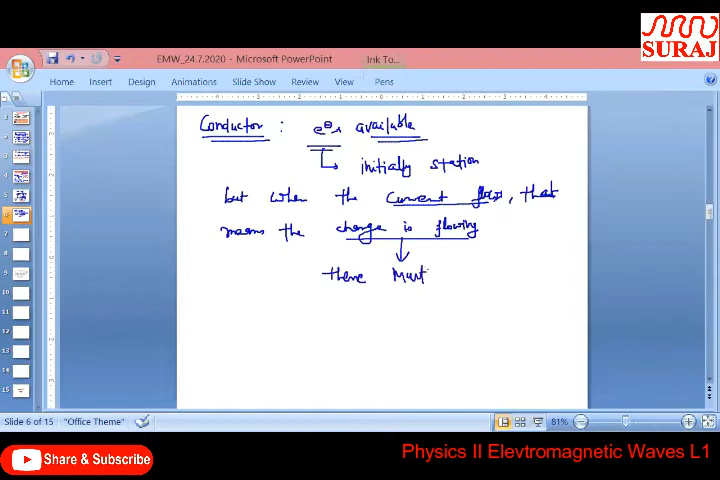 SURAJ
EMW_24.7.2020 - Microsoft PowerPoint
Ink To...
Home Insert Design Animations Slide Show Review View Pens
Conductor : e⊖s available
initially station
but when the current flows, that
means the charge is flowing
there Must
Slide 6 of 15 "Office Theme" 81%
Share & Subscribe
Physics II Elevtromagnetic Waves L1